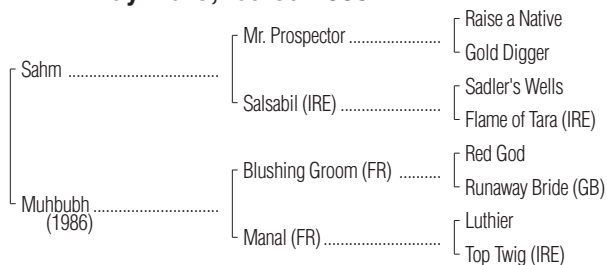 Raise a Native
Mr. Prospector
Gold Digger
Sahm
Sadler's Wells
Salsabil (IRE)
Flame of Tara (IRE)
Red God
Blushing Groom (FR)
Runaway Bride (GB)
Muhbubh
(1986)
Luthier
Manal (FR)
Top Twig (IRE)